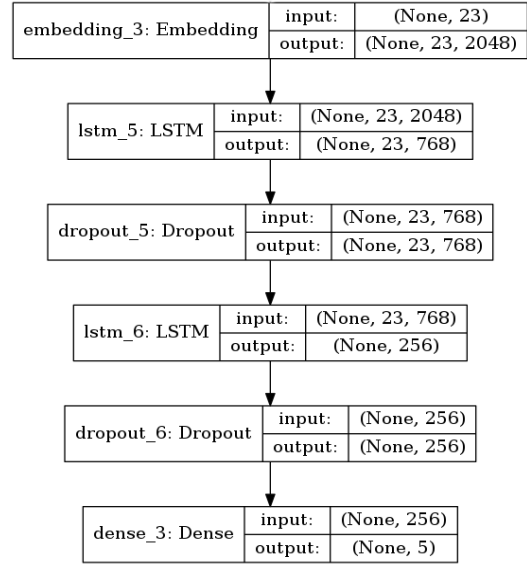 embedding_3: Embedding
input:
(None, 23)
output:
(None, 23, 2048)
lstm_5: LSTM
input:
(None, 23, 2048)
output:
(None, 23, 768)
dropout_5: Dropout
input:
(None, 23, 768)
output:
(None, 23, 768)
lstm_6: LSTM
input:
(None, 23, 768)
output:
(None, 256)
dropout_6: Dropout
input:
(None, 256)
output:
(None, 256)
dense_3: Dense
input:
(None, 256)
output:
(None, 5)